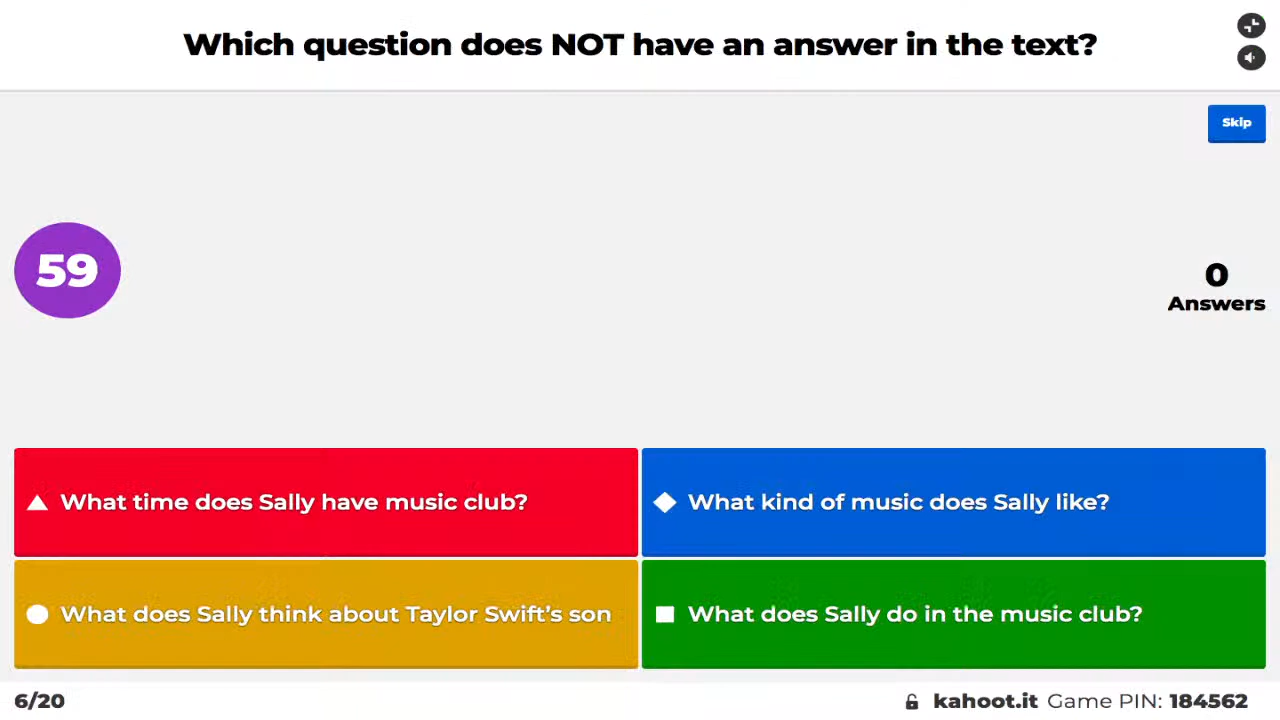 Which question does NOT have an answer in the text?
Skip
59
0
Answers
What time does Sally have music club?
What kind of music does Sally like?
What does Sally think about Taylor Swift’s son
What does Sally do in the music club?
6/20
kahoot.it Game PIN: 184562